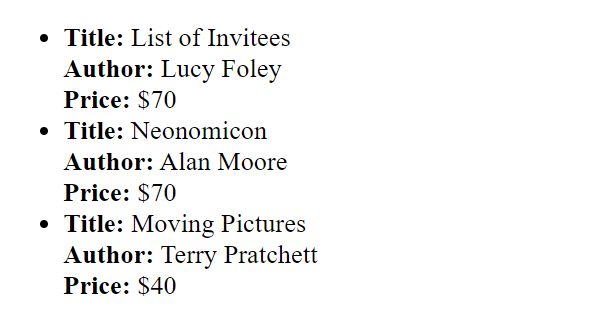 Title: List of Invitees
Author: Lucy Foley
Price: $70
Title: Neonomicon
Author: Alan Moore
Price: $70
Title: Moving Pictures
Author: Terry Pratchett
Price: $40